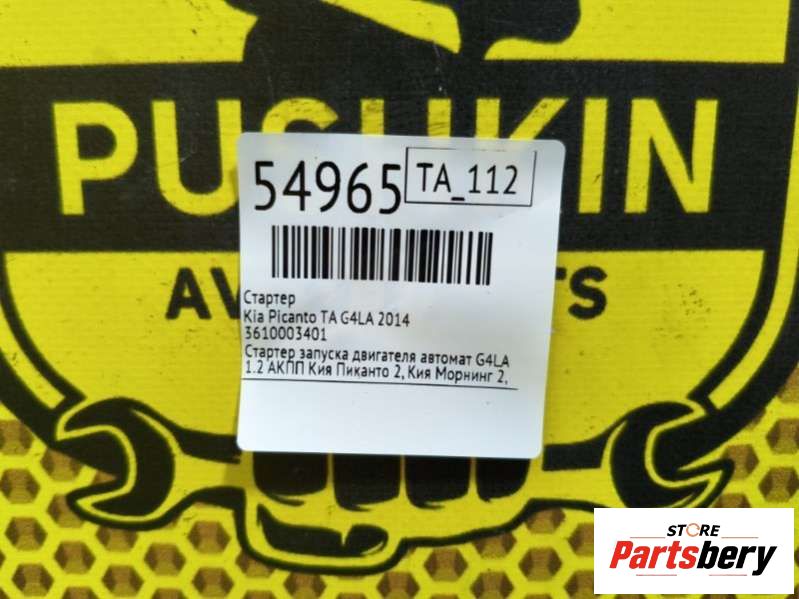 PUSHKIN
54965
TA_112
Стартер
Kia Picanto TA G4LA 2014
3610003401
Стартер запуска двигателя автомат G4LA
1.2 АКПП Кия Пиканто 2, Кия Морнинг 2,
STORE
Partsbery